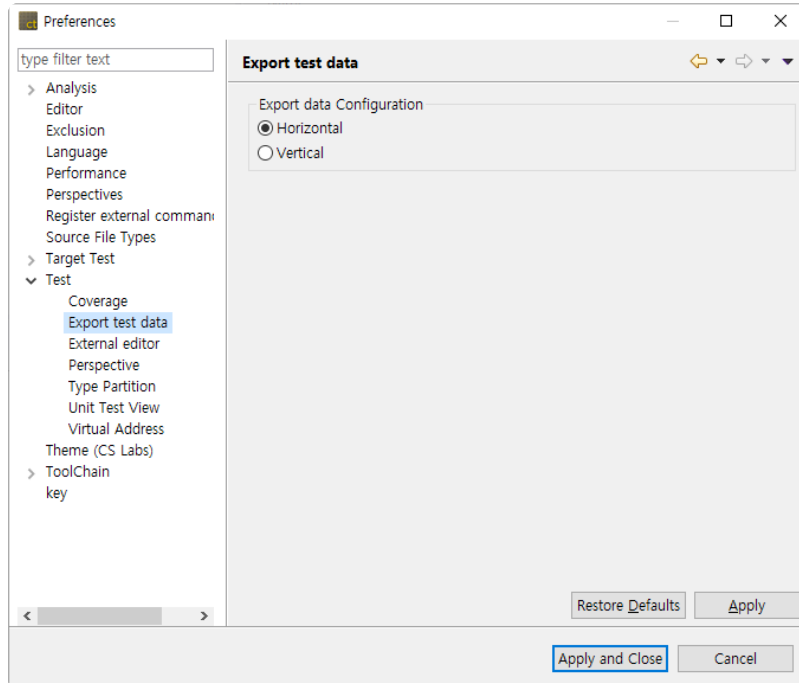 ct Preferences
type filter text
Analysis
Editor
Exclusion
Language
Performance
Perspectives
Register external comman
Source File Types
Target Test
Test
Coverage
Export test data
External editor
Perspective
Type Partition
Unit Test View
Virtual Address
Theme (CS Labs)
ToolChain
key
Export test data
Export data Configuration
Horizontal
Vertical
Restore Defaults
Apply
Apply and Close
Cancel